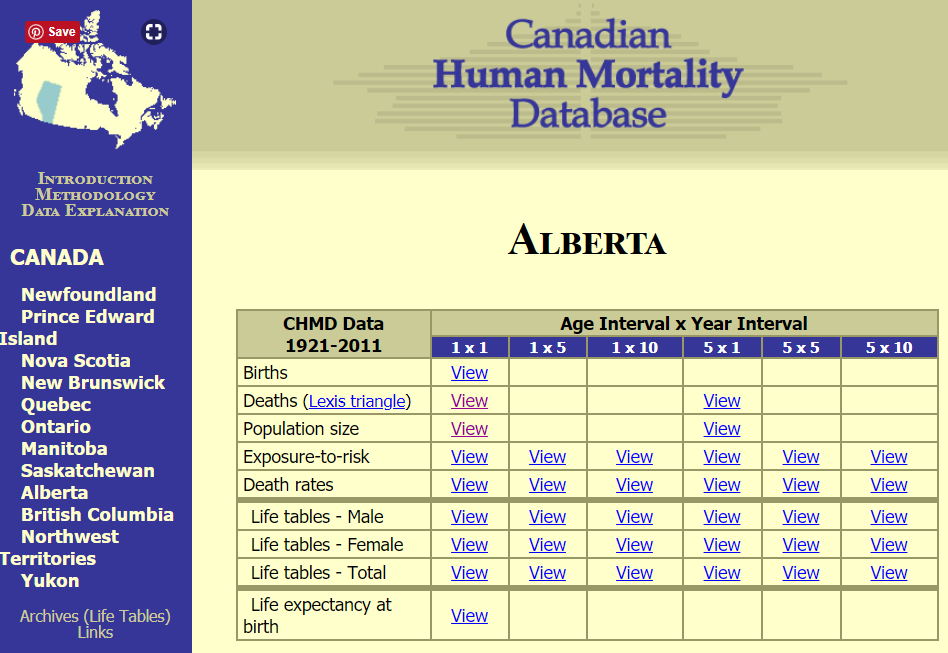 Save
Canadian
Human Mortality
Database
Introduction
Methodology
Data Explanation
CANADA
Newfoundland
Prince Edward
Island
Nova Scotia
New Brunswick
Quebec
Ontario
Manitoba
Saskatchewan
Alberta
British Columbia
Northwest
Territories
Yukon
Archives (Life Tables)
Links
Alberta
CHMD Data
1921-2011
Age Interval x Year Interval
1 x 1 1 x 5 1 x 10 5 x 1 5 x 5 5 x 10
Births View
Deaths (Lexis triangle) View View
Population size View View
Exposure-to-risk View View View View View View
Death rates View View View View View View
Life tables - Male View View View View View View
Life tables - Female View View View View View View
Life tables - Total View View View View View View
Life expectancy at
birth View